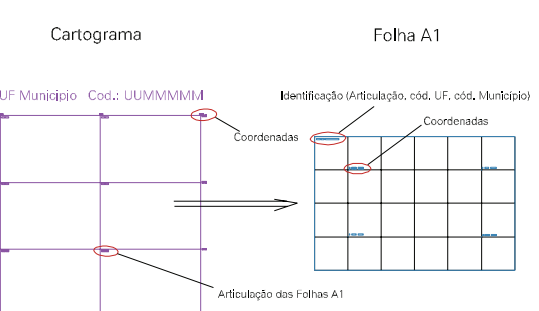 Cartograma
Folha A1
UF Município Cod.: UUMMMMM
Identificação (Articulação, cód. UF, cód. Município)
Coordenadas
Coordenadas
Articulação das Folhas A1